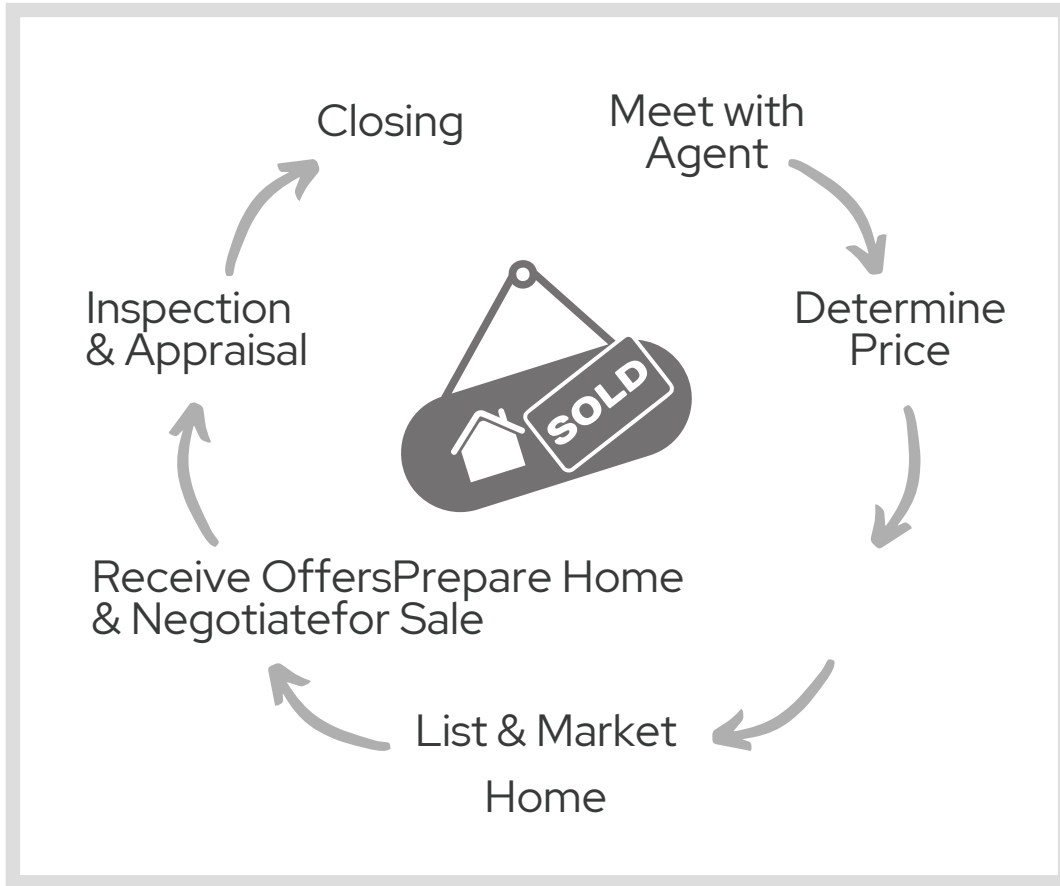 Closing
Meet with
Agent
Inspection
& Appraisal
Determine
Price
SOLD
Receive OffersPrepare Home
& Negotiatefor Sale
List & Market
Home